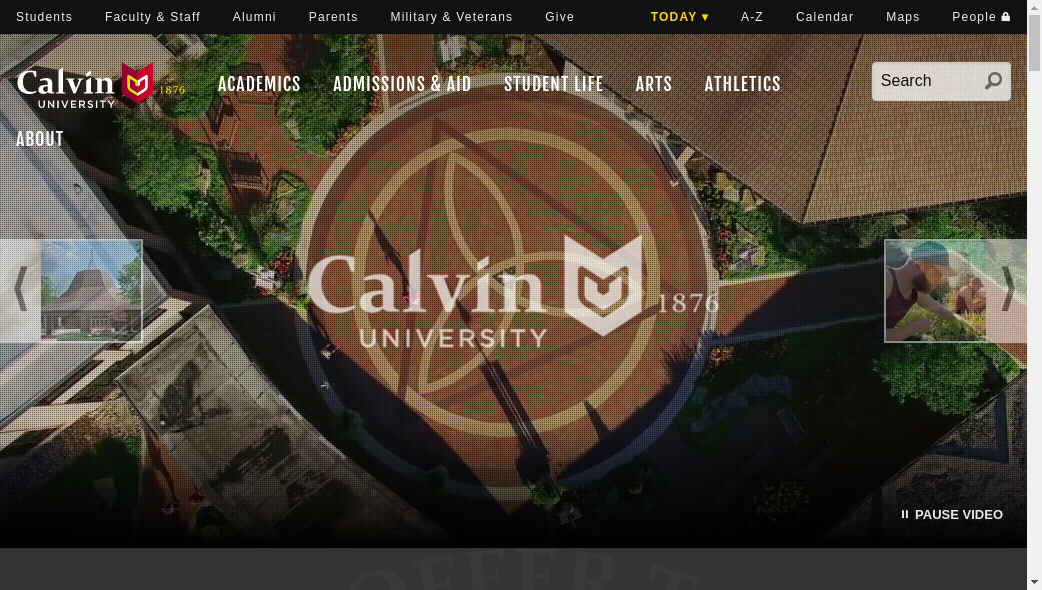 Students Faculty & Staff Alumni Parents Military & Veterans Give TODAY ▾ A-Z Calendar Maps People
Calvin UNIVERSITY 1876
ACADEMICS ADMISSIONS & AID STUDENT LIFE ARTS ATHLETICS
Search
ABOUT
Calvin
1876
UNIVERSITY
PAUSE VIDEO
OFFER